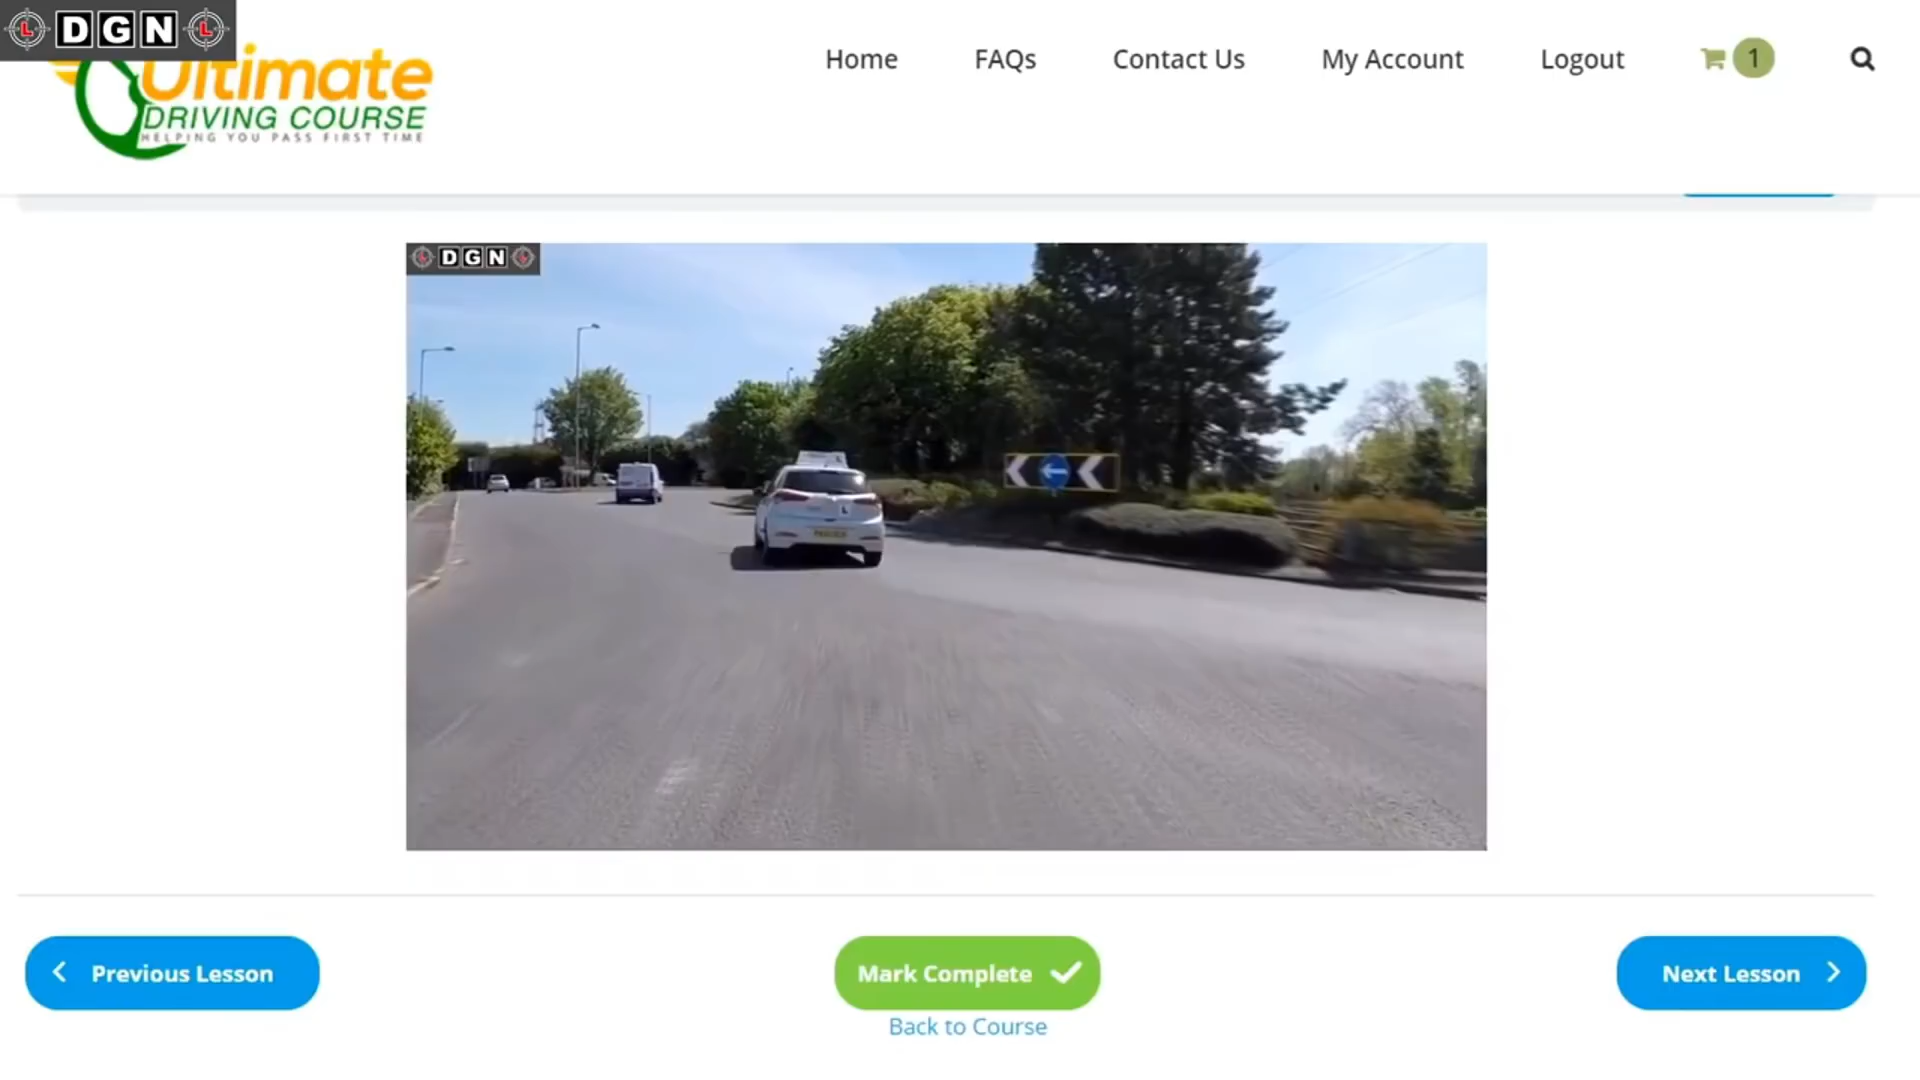 DGN
Ultimate
DRIVING COURSE
HELPING YOU PASS FIRST TIME
Home FAQs Contact Us My Account Logout 1
DGN
L
L
Previous Lesson Mark Complete Next Lesson
Back to Course